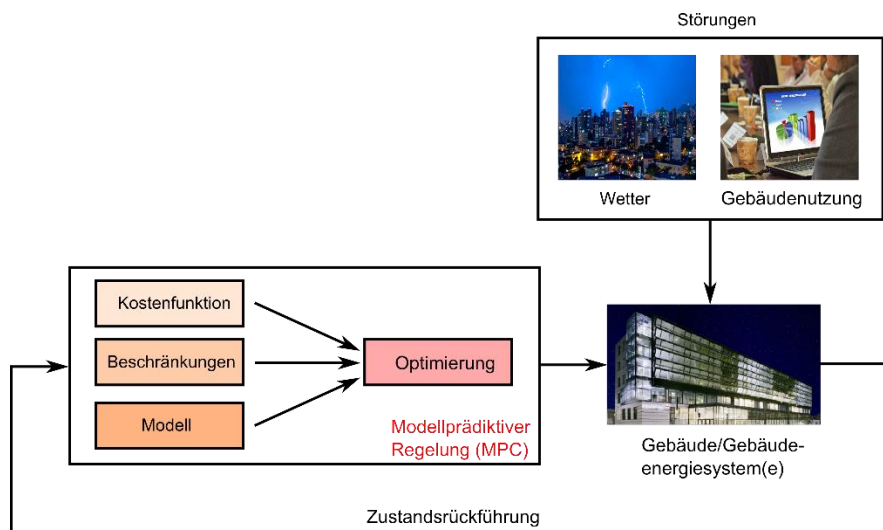 Störungen
Wetter
Gebäudenutzung
Kostenfunktion
Beschränkungen
Modell
Optimierung
Modellprädiktiver
Regelung (MPC)
Gebäude/Gebäude-
energiesystem(e)
Zustandsrückführung